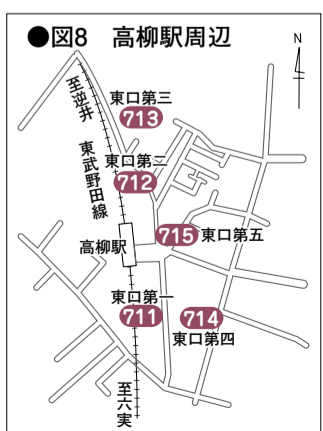 ●図8 高柳駅周辺
N
至逆井
東武野田線
東口第三
713
東口第二
712
715 東口第五
高柳駅
東口第一
711
714
東口第四
至六実